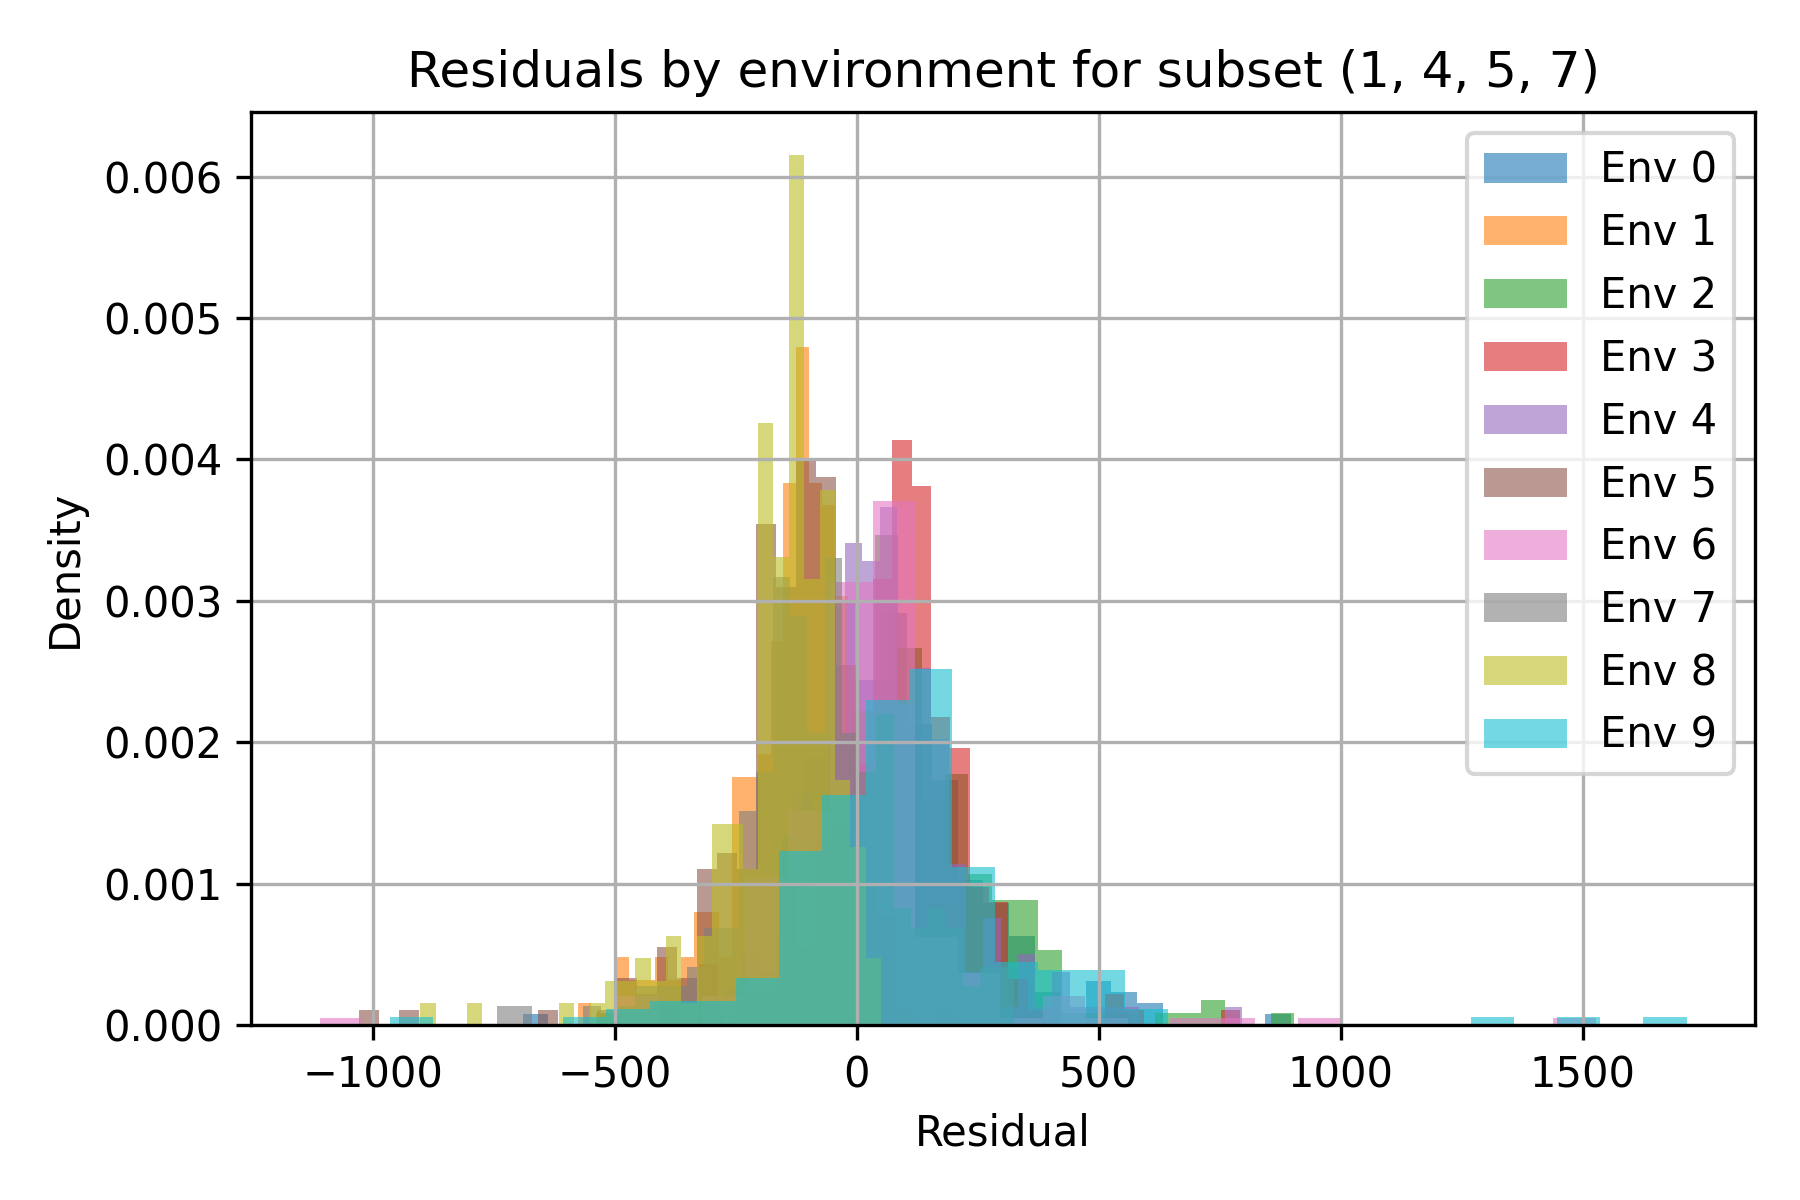 Residuals by environment for subset (1, 4, 5, 7)
Density
0.006
0.005
0.004
0.003
0.002
0.001
0.000
−1000
−500
0
500
1000
1500
Residual
Env 0
Env 1
Env 2
Env 3
Env 4
Env 5
Env 6
Env 7
Env 8
Env 9